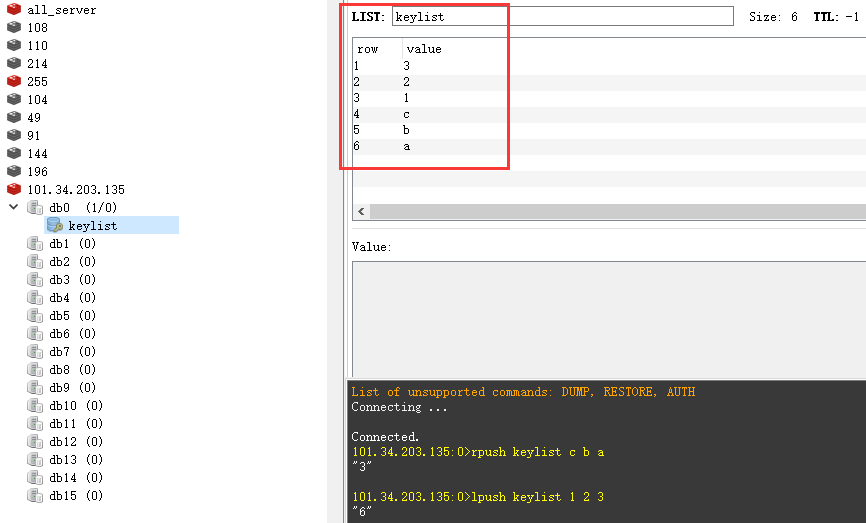 all_server
108
110
214
255
104
49
91
144
196
101.34.203.135
db0 (1/0)
keylist
db1 (0)
db2 (0)
db3 (0)
db4 (0)
db5 (0)
db6 (0)
db7 (0)
db8 (0)
db9 (0)
db10 (0)
db11 (0)
db12 (0)
db13 (0)
db14 (0)
db15 (0)
LIST: keylist Size: 6 TTL: -1
row value
1 3
2 2
3 1
4 c
5 b
6 a
Value:
List of unsupported commands: DUMP, RESTORE, AUTH
Connecting ...
Connected.
101.34.203.135:0>rpush keylist c b a
"3"
101.34.203.135:0>lpush keylist 1 2 3
"6"